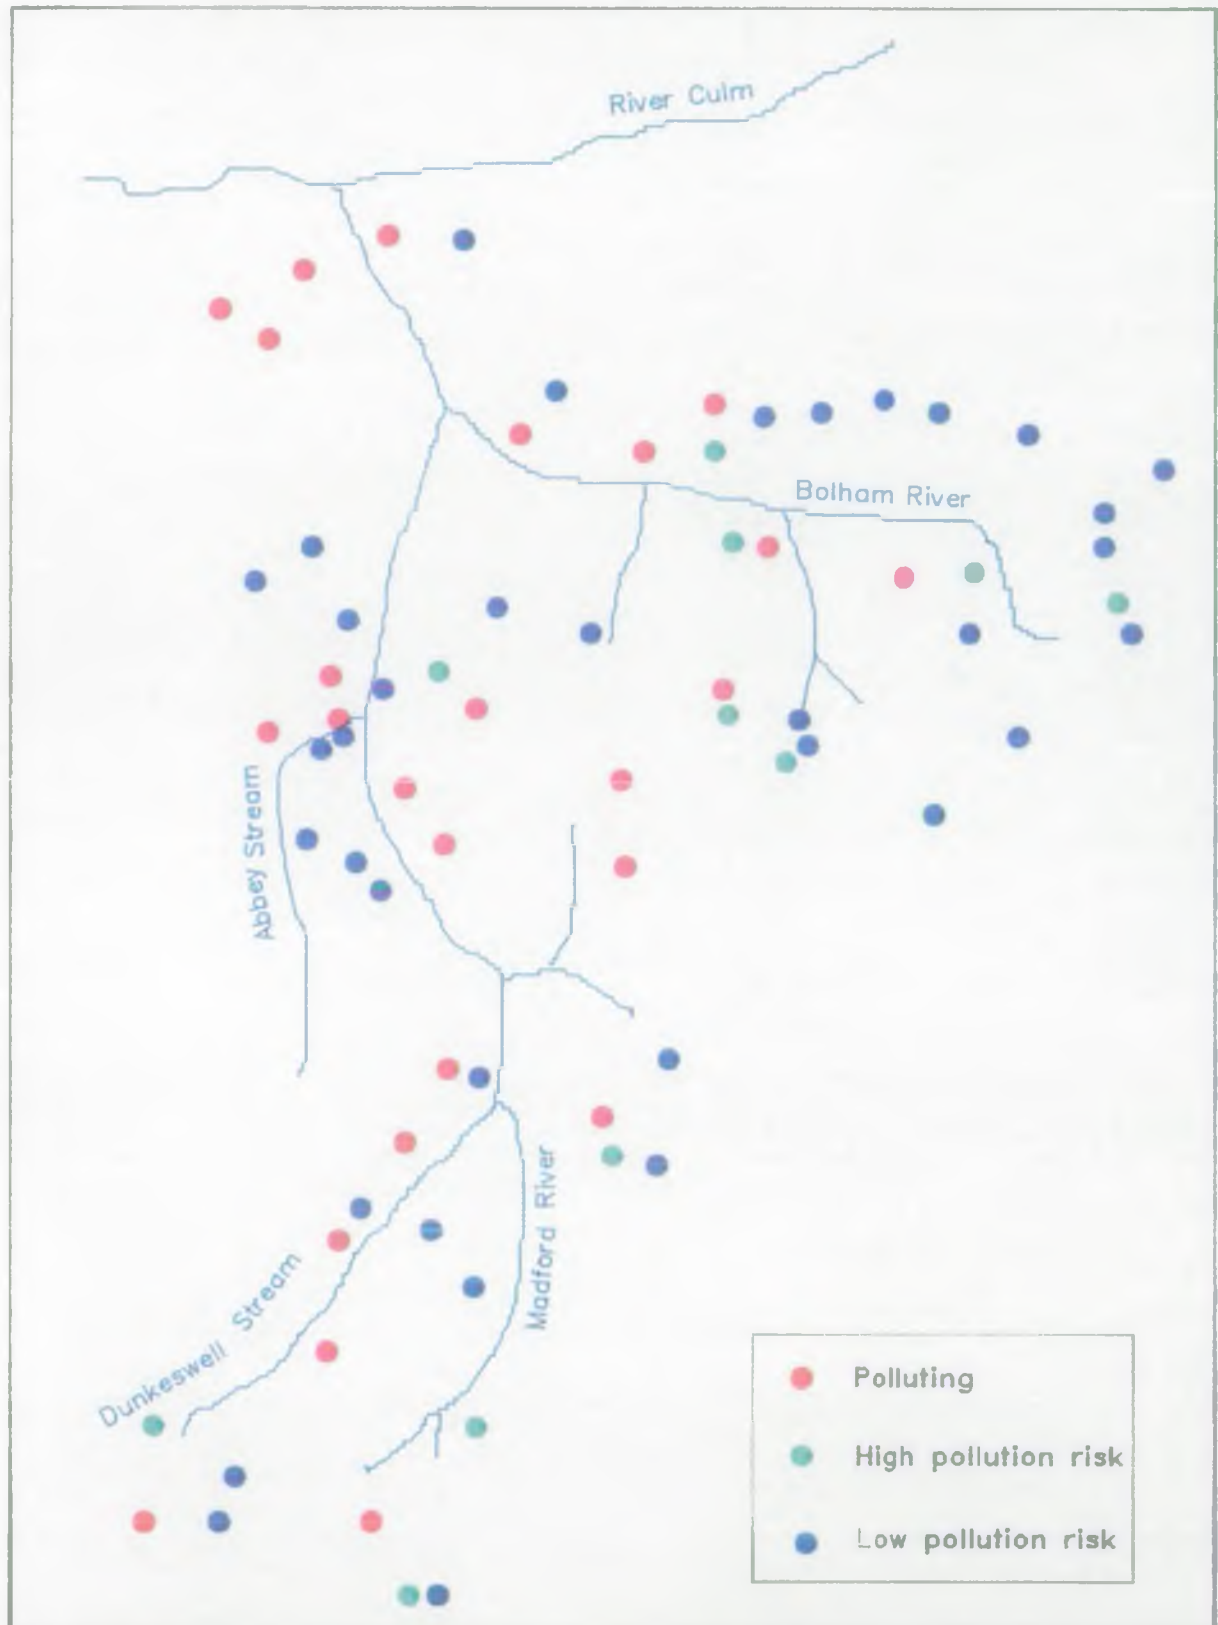 River Culm
Bolham River
Abbey Stream
Madford River
Dunkeswell Stream
Polluting
High pollution risk
Low pollution risk